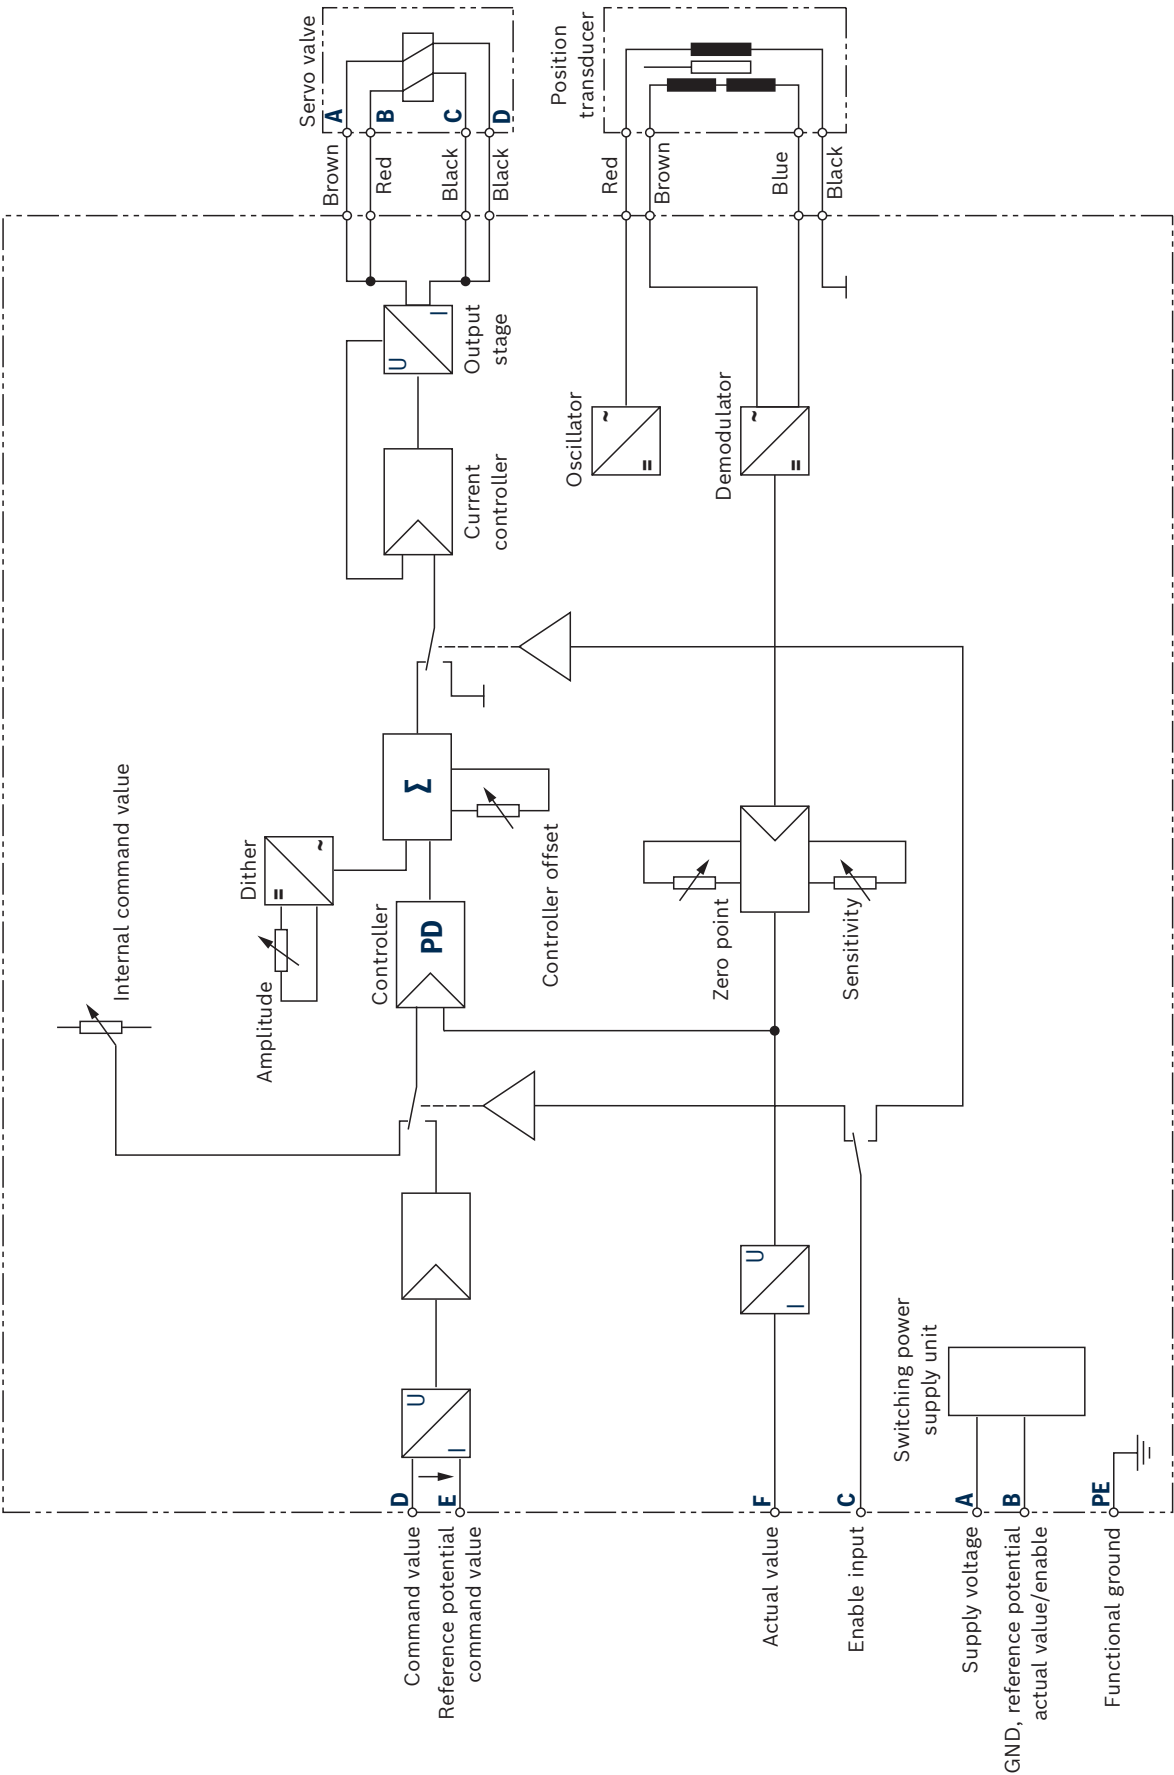 Servo valve
A
B
C
D
Brown
Red
Black
Black
Position
transducer
Red
Brown
Blue
Black
U
I
Output
stage
Current
controller
~
=
Oscillator
~
=
Demodulator
Internal command value
Dither
=
~
Amplitude
Σ
Controller offset
Controller
PD
Zero point
Sensitivity
U
I
U
I
Switching power
supply unit
D
E
F
C
A
B
PE
Command value
Reference potential
command value
Actual value
Enable input
Supply voltage
GND, reference potential
actual value/enable
Functional ground